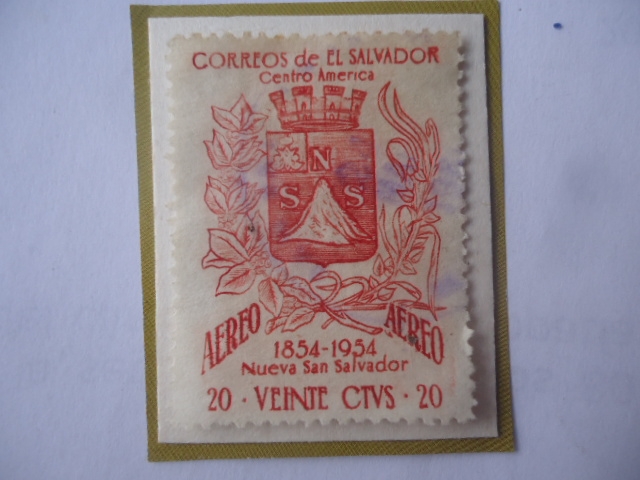 CORREOS de EL SALVADOR
Centro America
N
S S
AEREO AEREO
1854-1954
Nueva San Salvador
20 · VEINTE CTVS · 20